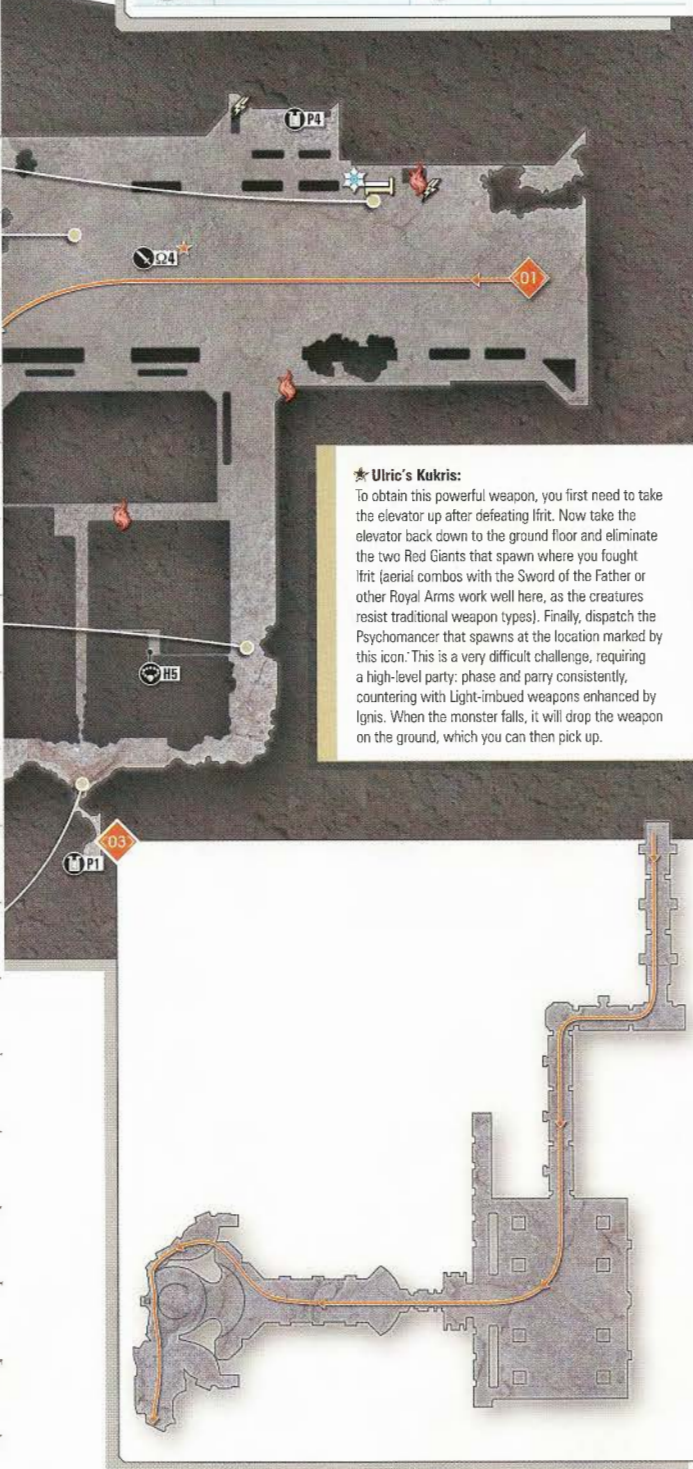 P4
Ω4
01
Ulric's Kukris:
To obtain this powerful weapon, you first need to take
the elevator up after defeating Ifrit. Now take the
elevator back down to the ground floor and eliminate
the two Red Giants that spawn where you fought
Ifrit (aerial combos with the Sword of the Father or
other Royal Arms work well here, as the creatures
resist traditional weapon types). Finally, dispatch the
Psychomancer that spawns at the location marked by
this icon. This is a very difficult challenge, requiring
a high-level party: phase and parry consistently,
countering with Light-imbued weapons enhanced by
Ignis. When the monster falls, it will drop the weapon
on the ground, which you can then pick up.
H5
03
P1